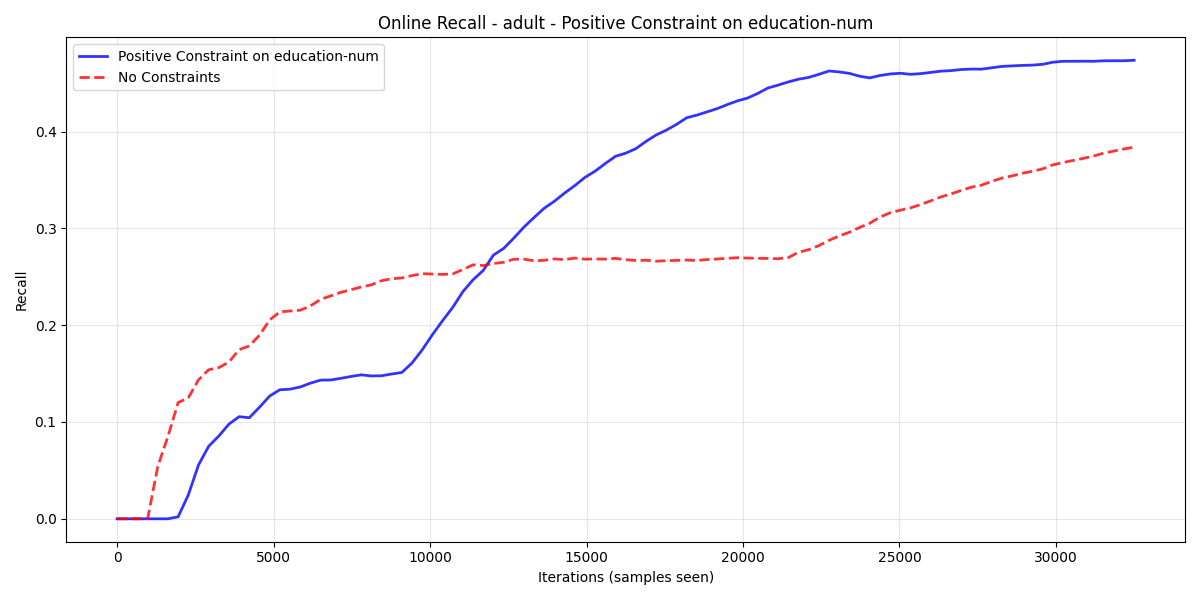 Online Recall - adult - Positive Constraint on education-num
Positive Constraint on education-num
No Constraints
Recall
0.4
0.3
0.2
0.1
0.0
0 5000 10000 15000 20000 25000 30000
Iterations (samples seen)